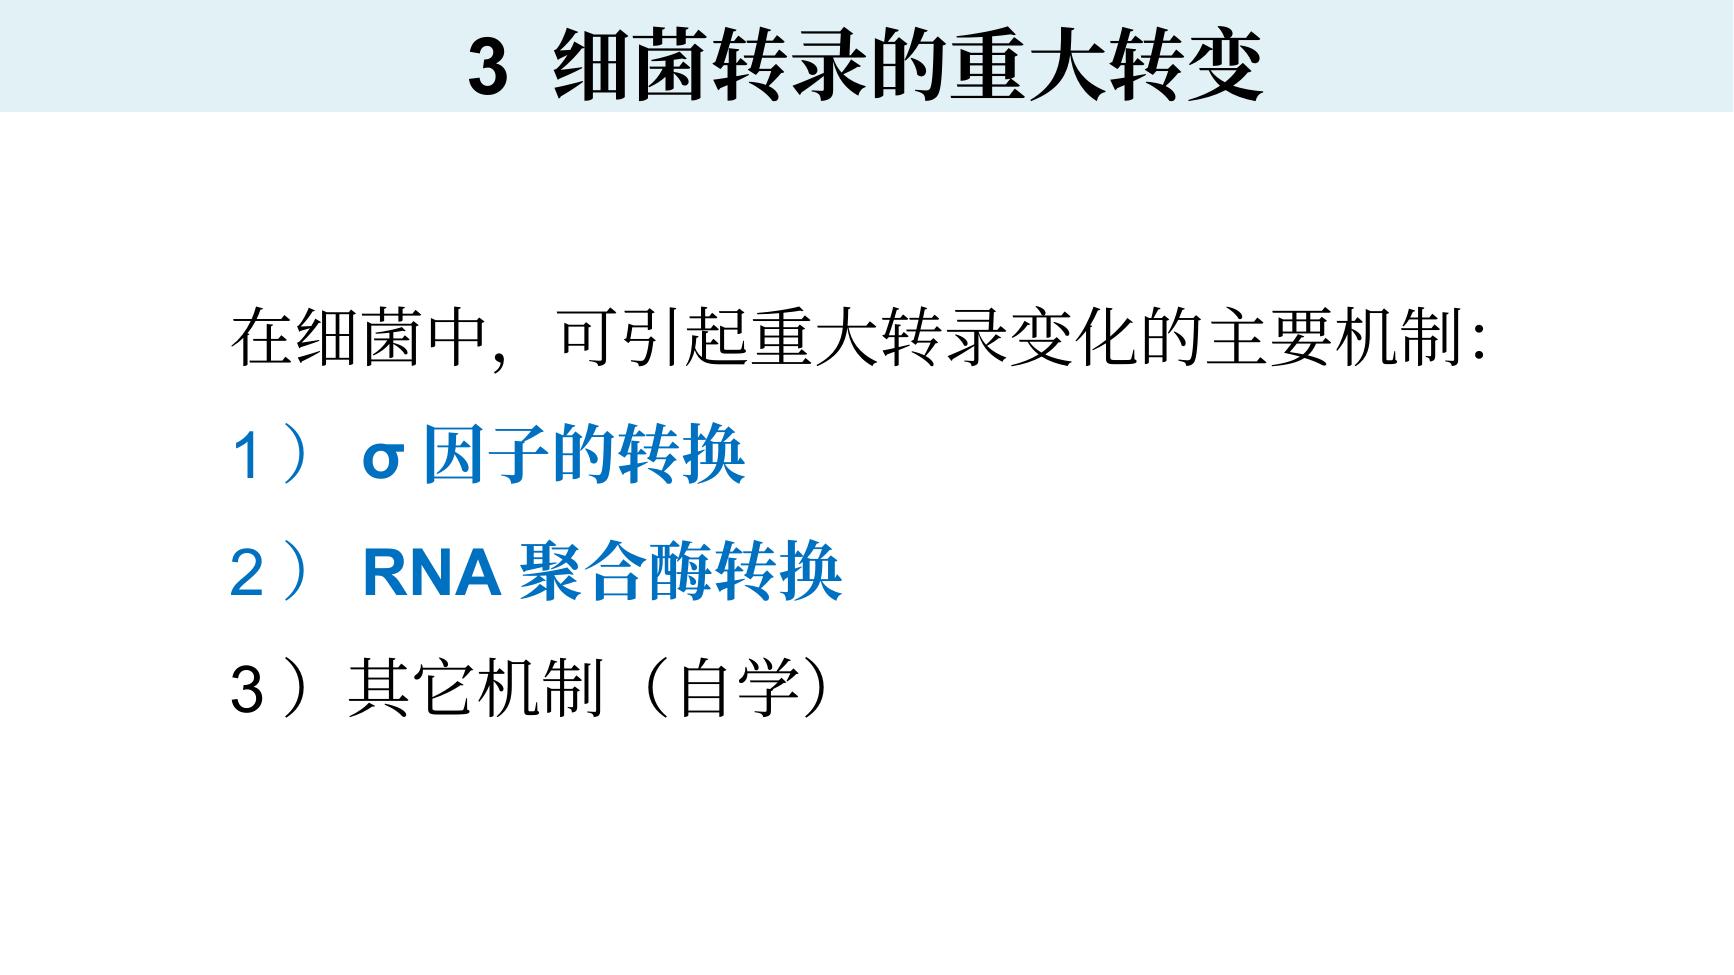 3 细菌转录的重大转变
在细菌中，可引起重大转录变化的主要机制：
1） σ 因子的转换
2） RNA 聚合酶转换
3）其它机制（自学）